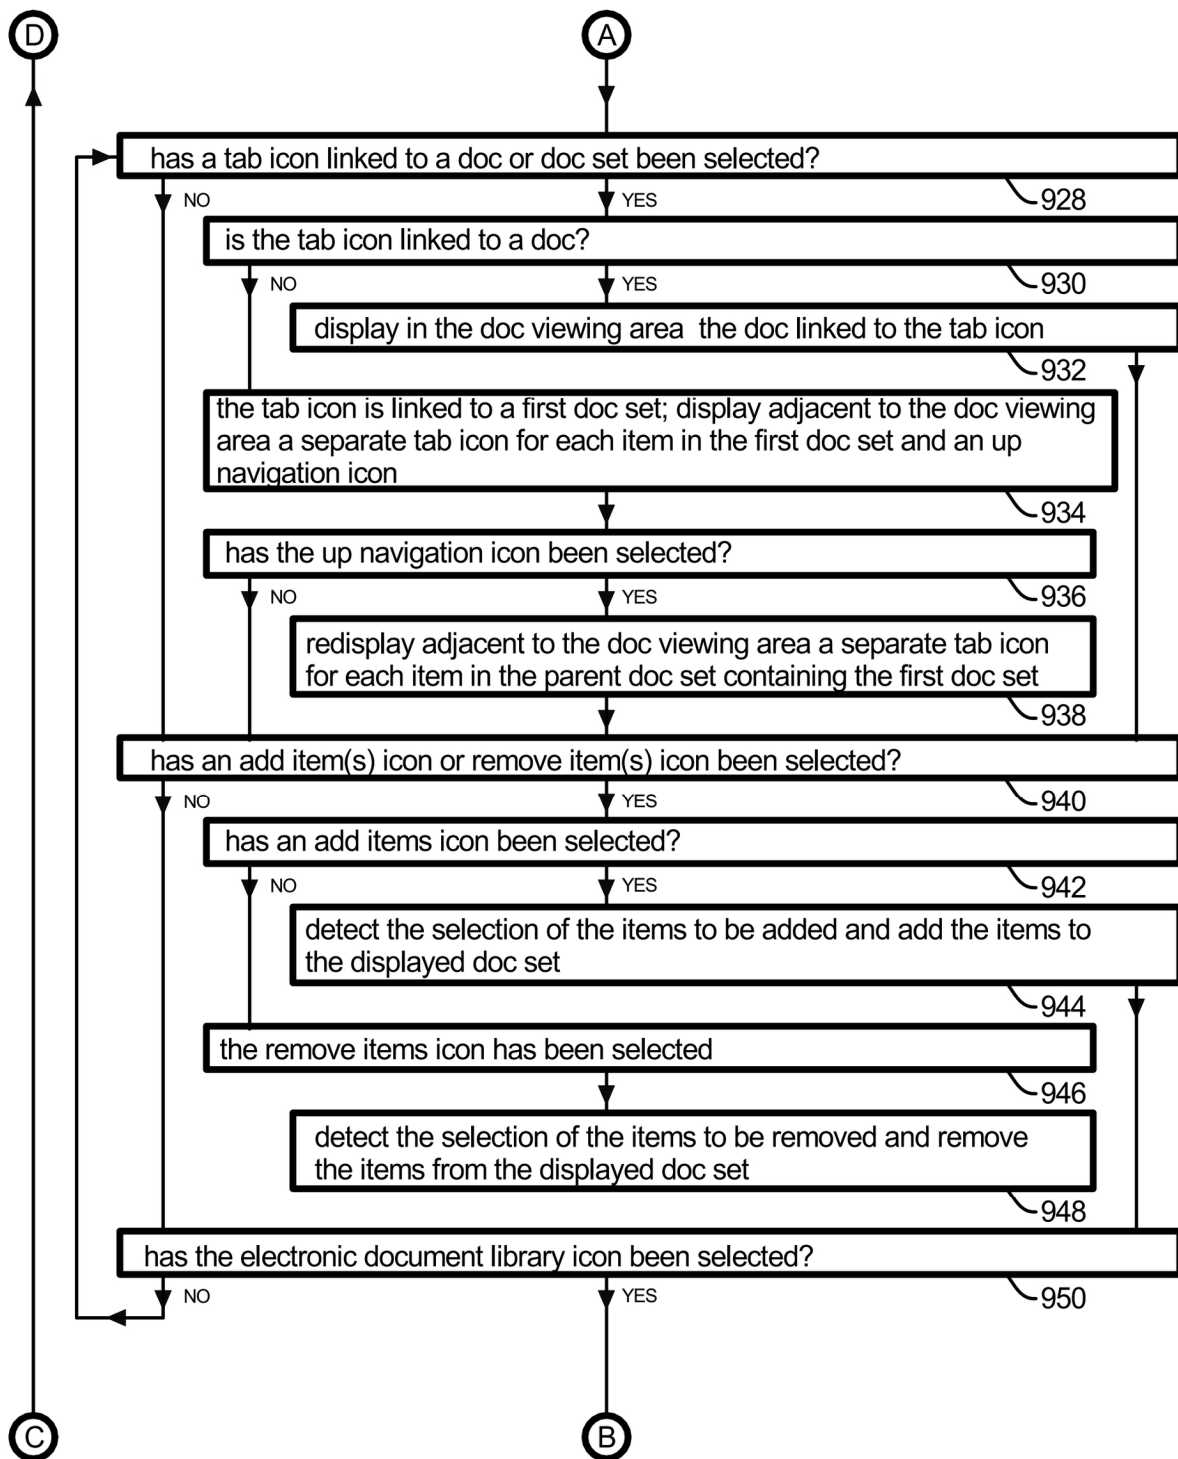 D
A
has a tab icon linked to a doc or doc set been selected?
NO
YES
928
is the tab icon linked to a doc?
NO
YES
930
display in the doc viewing area  the doc linked to the tab icon
932
the tab icon is linked to a first doc set; display adjacent to the doc viewing
area a separate tab icon for each item in the first doc set and an up
navigation icon
934
has the up navigation icon been selected?
NO
YES
936
redisplay adjacent to the doc viewing area a separate tab icon
for each item in the parent doc set containing the first doc set
938
has an add item(s) icon or remove item(s) icon been selected?
NO
YES
940
has an add items icon been selected?
NO
YES
942
detect the selection of the items to be added and add the items to
the displayed doc set
944
the remove items icon has been selected
946
detect the selection of the items to be removed and remove
the items from the displayed doc set
948
has the electronic document library icon been selected?
NO
YES
950
C
B